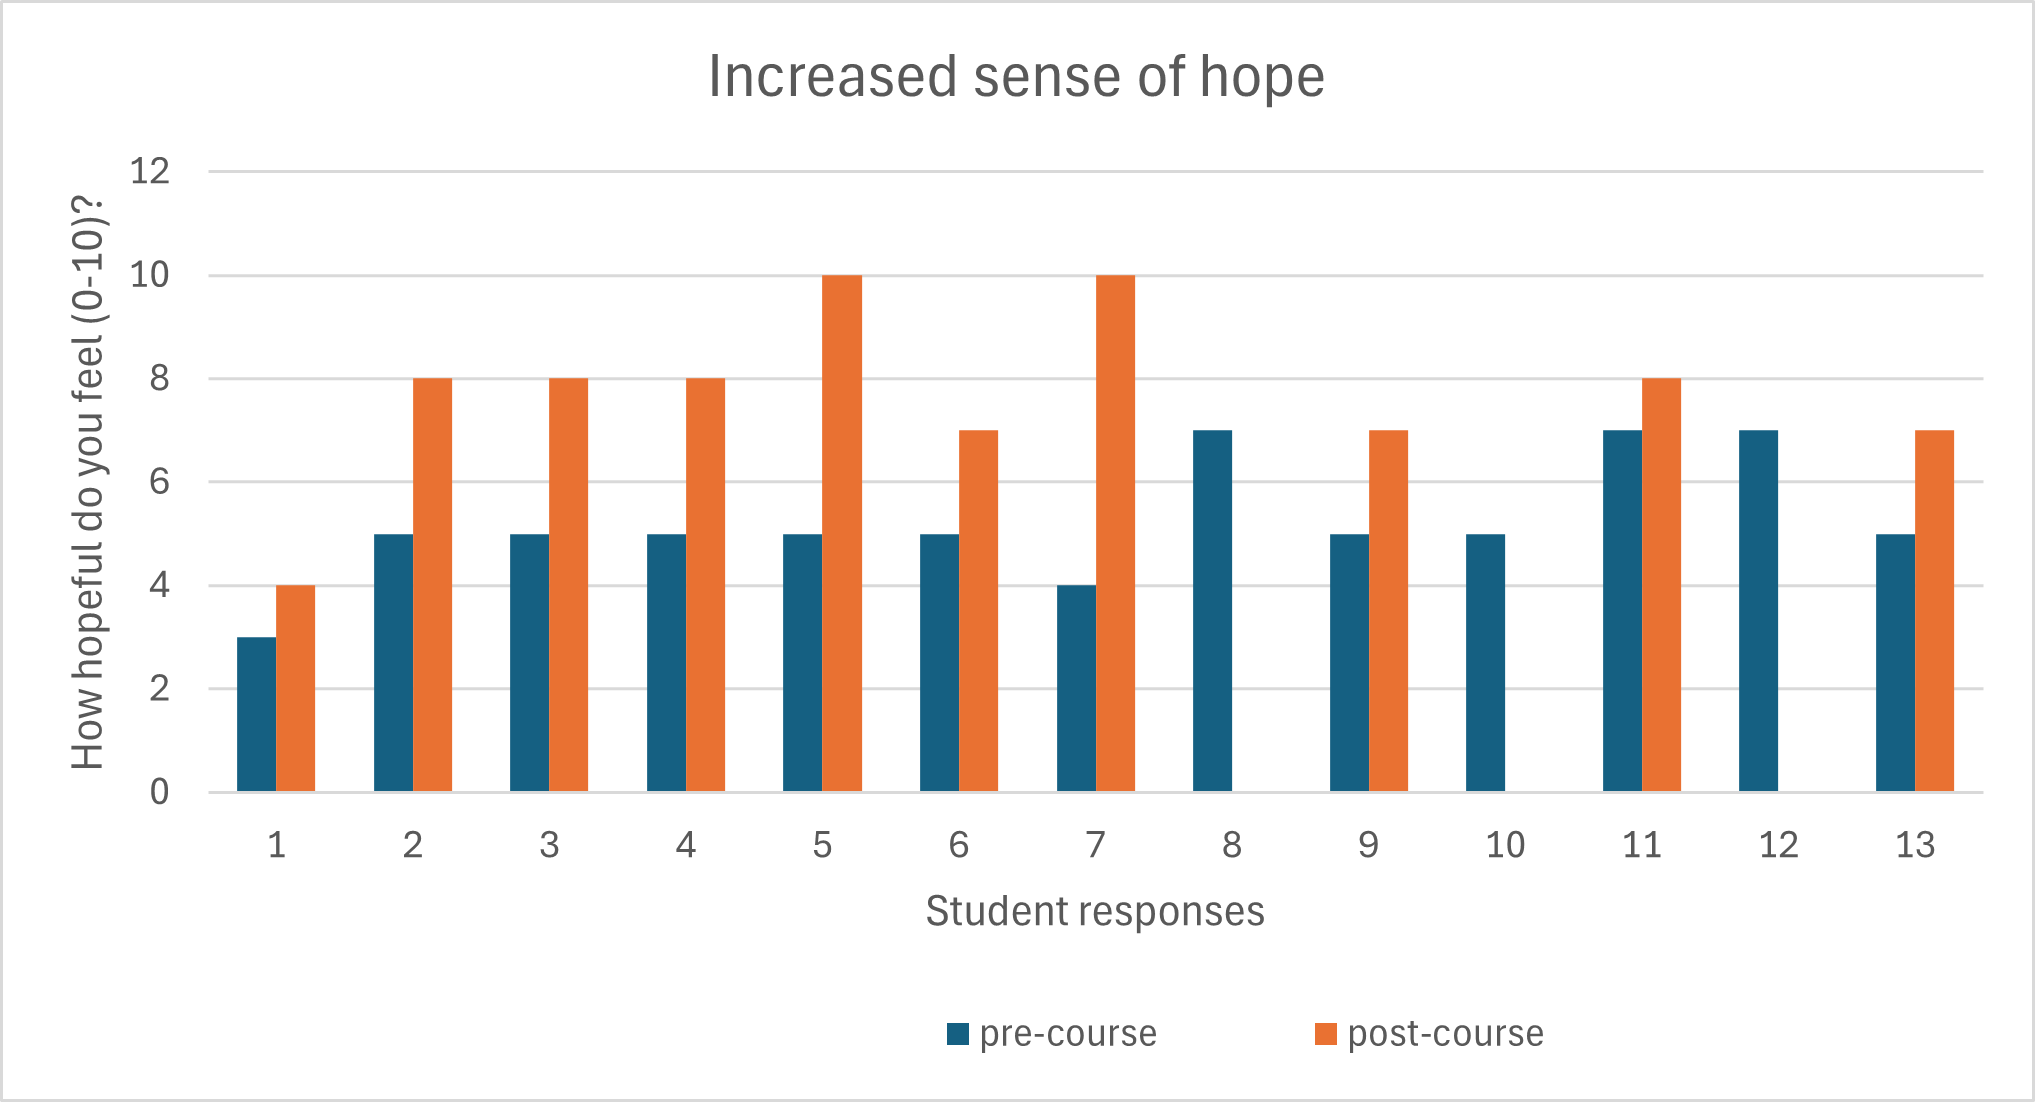 Increased sense of hope
How hopeful do you feel (0-10)?
12
10
8
6
4
2
0
1 2 3 4 5 6 7 8 9 10 11 12 13
Student responses
pre-course post-course